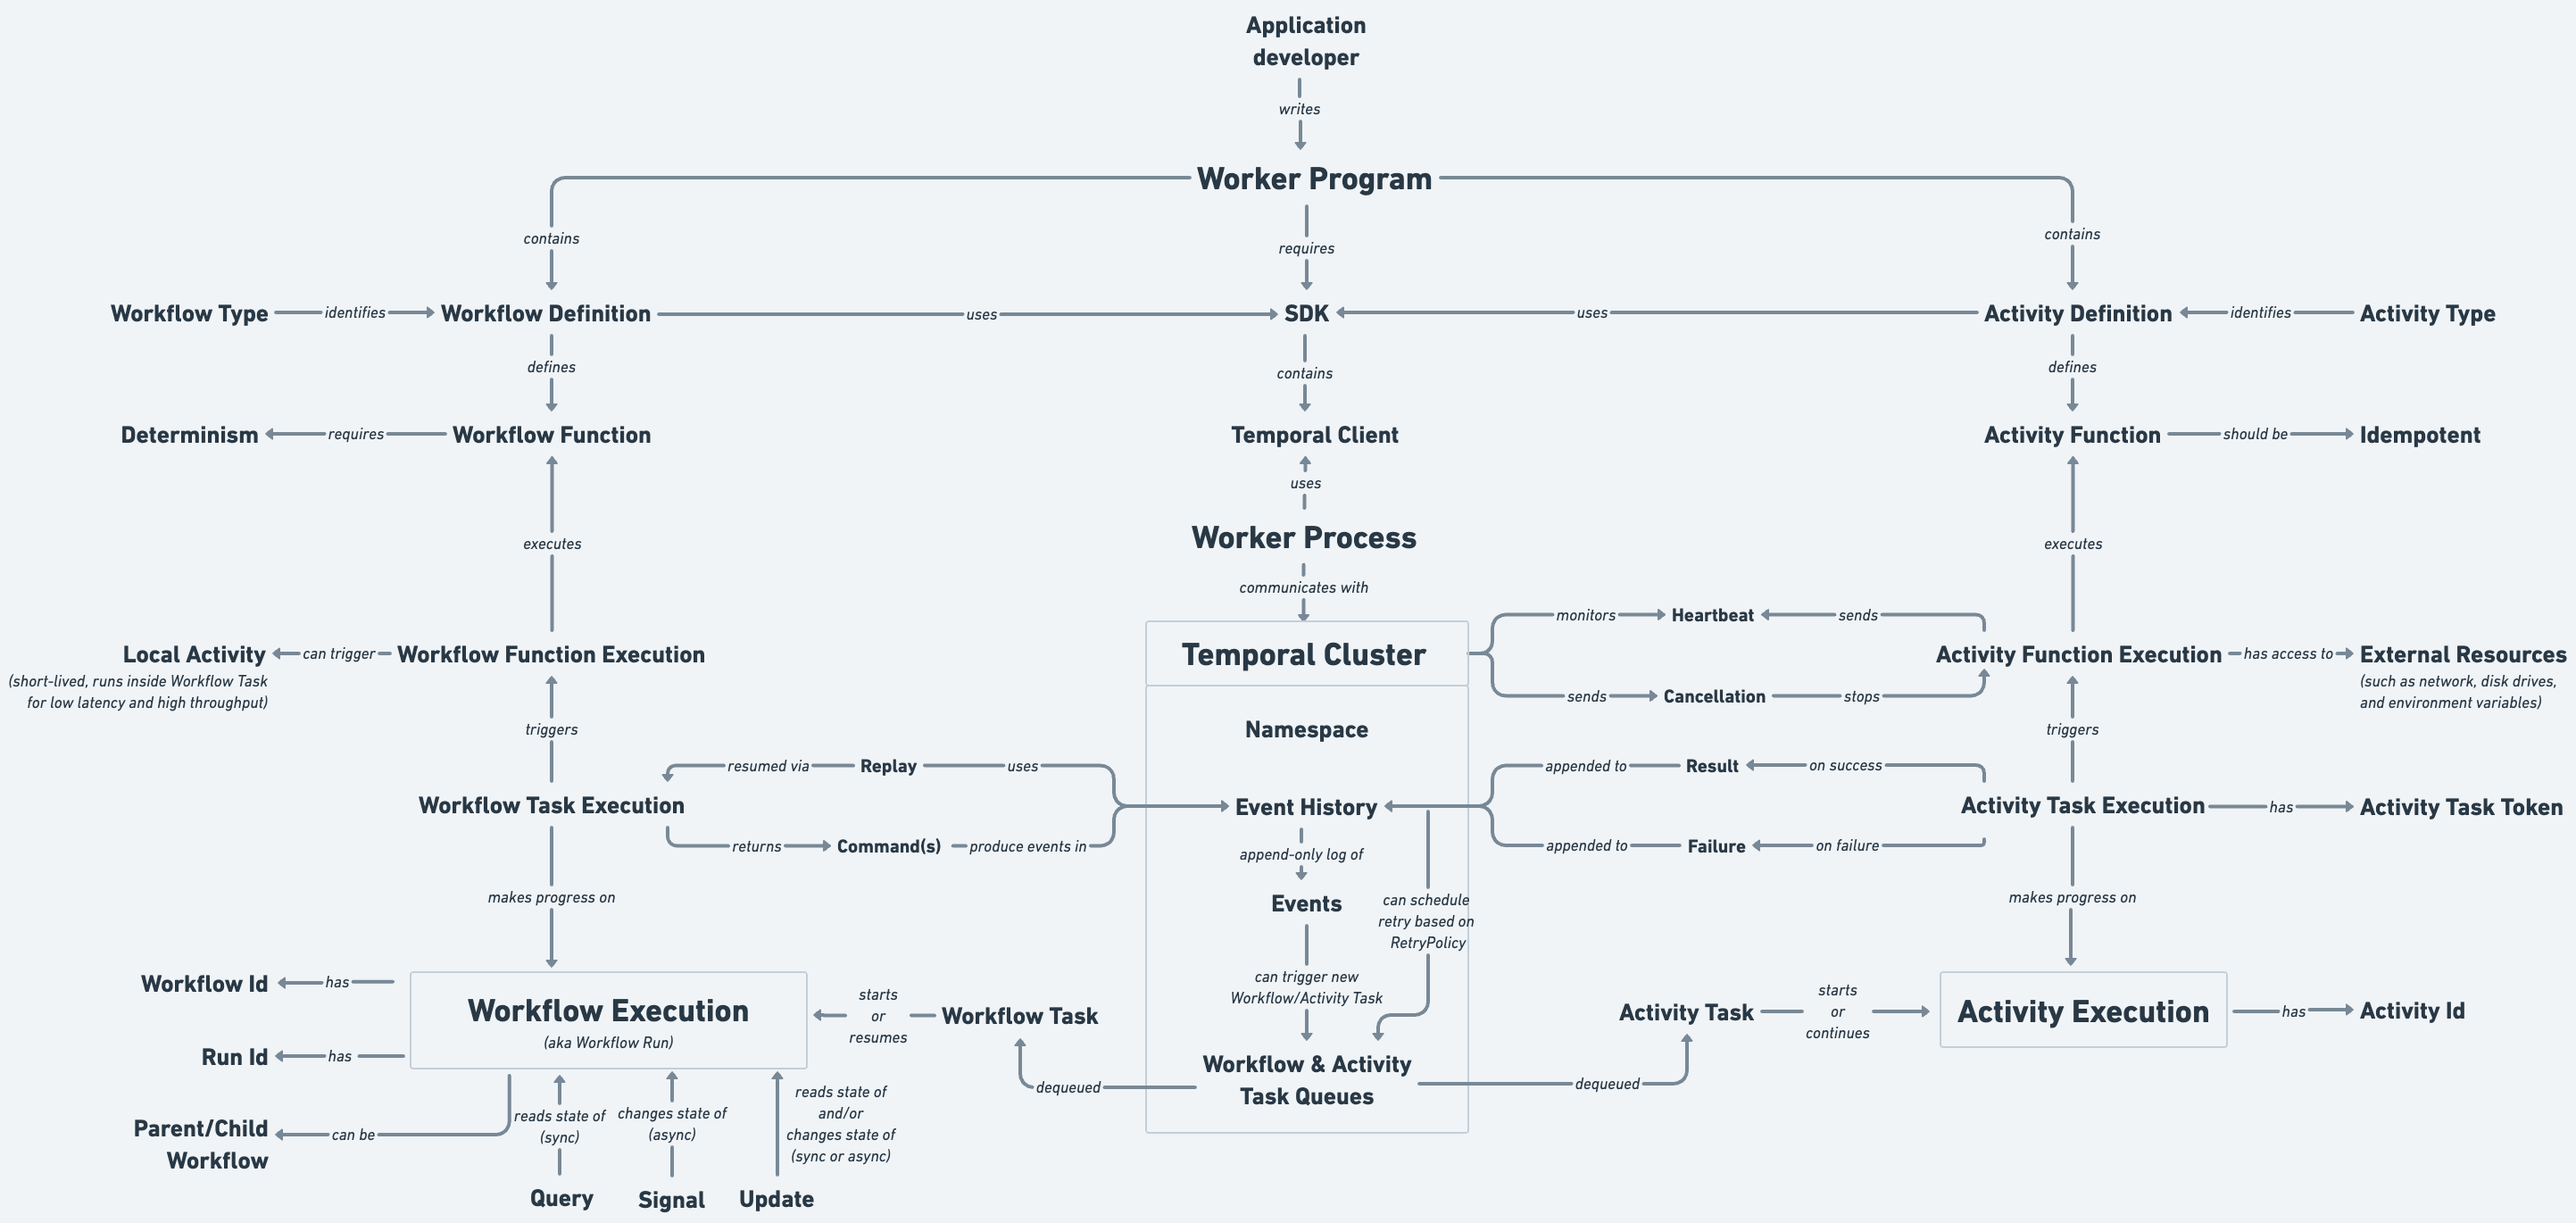 Application
developer
writes
Worker Program
contains
requires
contains
Workflow Type
identifies
Workflow Definition
uses
SDK
uses
Activity Definition
identifies
Activity Type
defines
contains
defines
Determinism
requires
Workflow Function
Temporal Client
Activity Function
should be
Idempotent
uses
executes
Worker Process
executes
communicates with
monitors
Heartbeat
sends
Local Activity
can trigger
Workflow Function Execution
Temporal Cluster
Activity Function Execution
has access to
External Resources
(short-lived, runs inside Workflow Task
for low latency and high throughput)
sends
Cancellation
stops
(such as network, disk drives,
and environment variables)
triggers
Namespace
triggers
resumed via
Replay
uses
appended to
Result
on success
Workflow Task Execution
Event History
Activity Task Execution
has
Activity Task Token
returns
Command(s)
produce events in
append-only log of
appended to
Failure
on failure
makes progress on
Events
can schedule
retry based on
RetryPolicy
makes progress on
can trigger new
Workflow/Activity Task
Workflow Id
has
Workflow Execution
(aka Workflow Run)
starts
or
resumes
Workflow Task
Activity Task
starts
or
continues
Activity Execution
has
Activity Id
Run Id
has
Workflow & Activity
Task Queues
dequeued
dequeued
Parent/Child
Workflow
can be
reads state of
(sync)
changes state of
(async)
reads state of
and/or
changes state of
(sync or async)
Query
Signal
Update